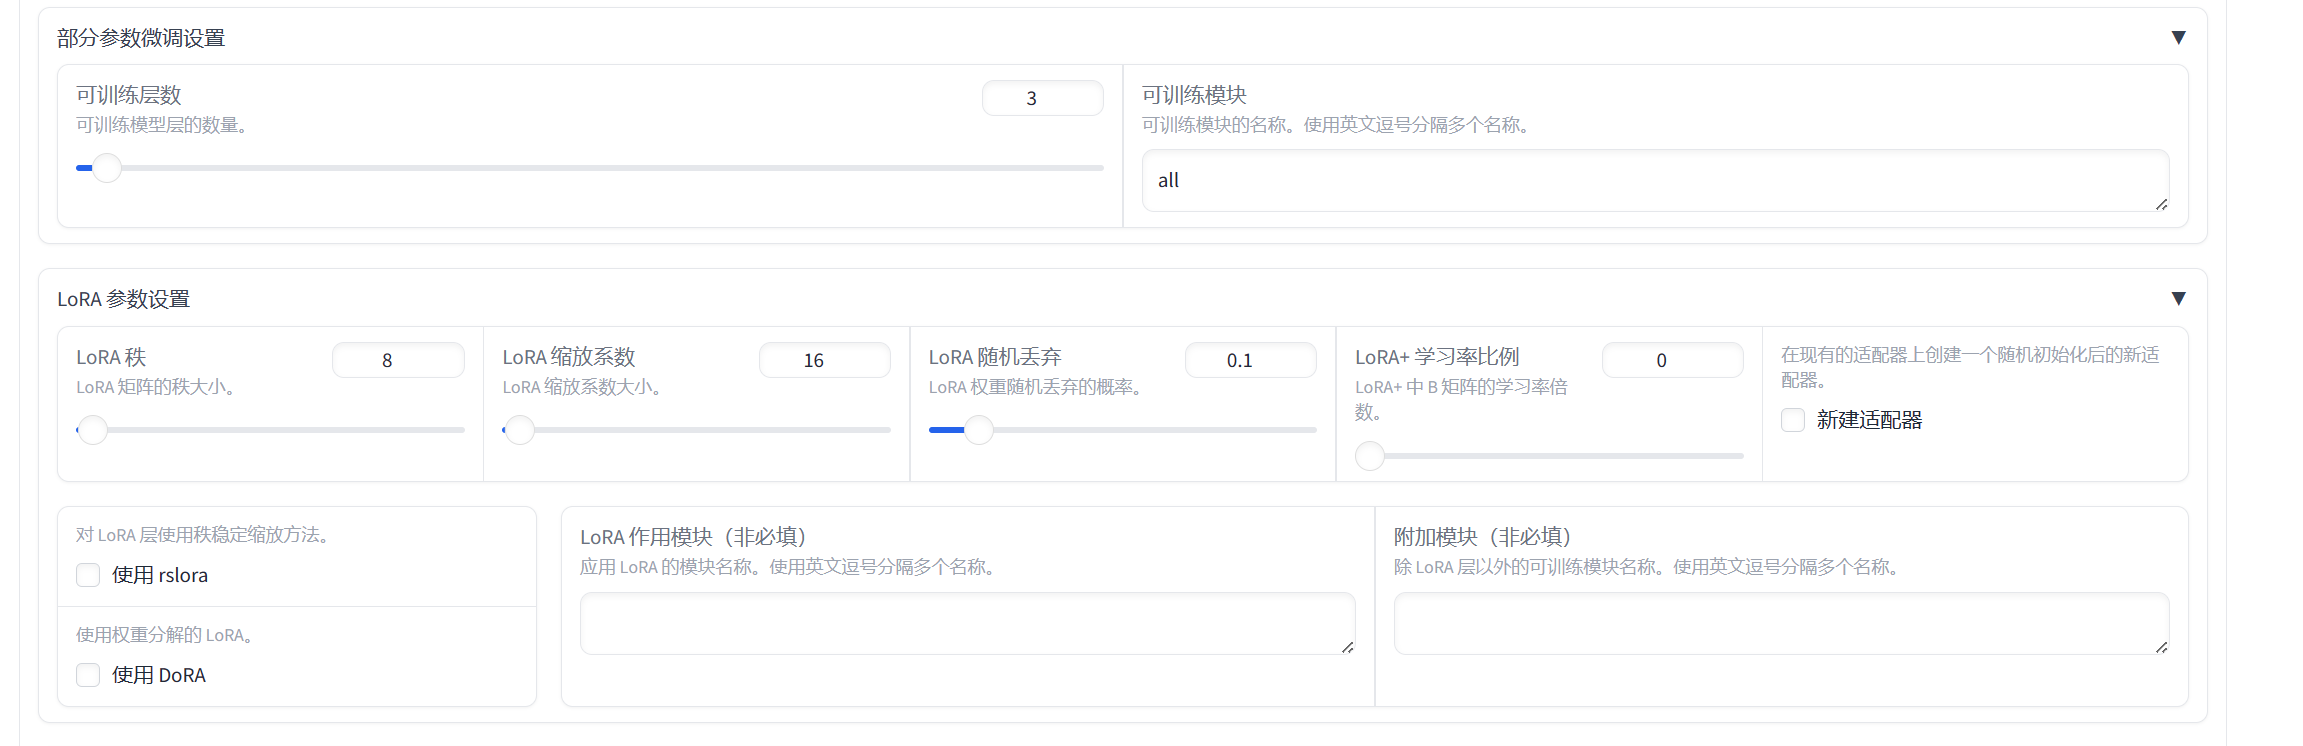 部分参数微调设置
▼
可训练层数
3
可训练模型层的数量。
可训练模块
可训练模块的名称。使用英文逗号分隔多个名称。
all
LoRA 参数设置
▼
LoRA 秩
8
LoRA 矩阵的秩大小。
LoRA 缩放系数
16
LoRA 缩放系数大小。
LoRA 随机丢弃
0.1
LoRA 权重随机丢弃的概率。
LoRA+ 学习率比例
0
LoRA+ 中 B 矩阵的学习率倍
数。
在现有的适配器上创建一个随机初始化后的新适
配器。
新建适配器
对 LoRA 层使用秩稳定缩放方法。
使用 rslora
使用权重分解的 LoRA。
使用 DoRA
LoRA 作用模块（非必填）
应用 LoRA 的模块名称。使用英文逗号分隔多个名称。
附加模块（非必填）
除 LoRA 层以外的可训练模块名称。使用英文逗号分隔多个名称。